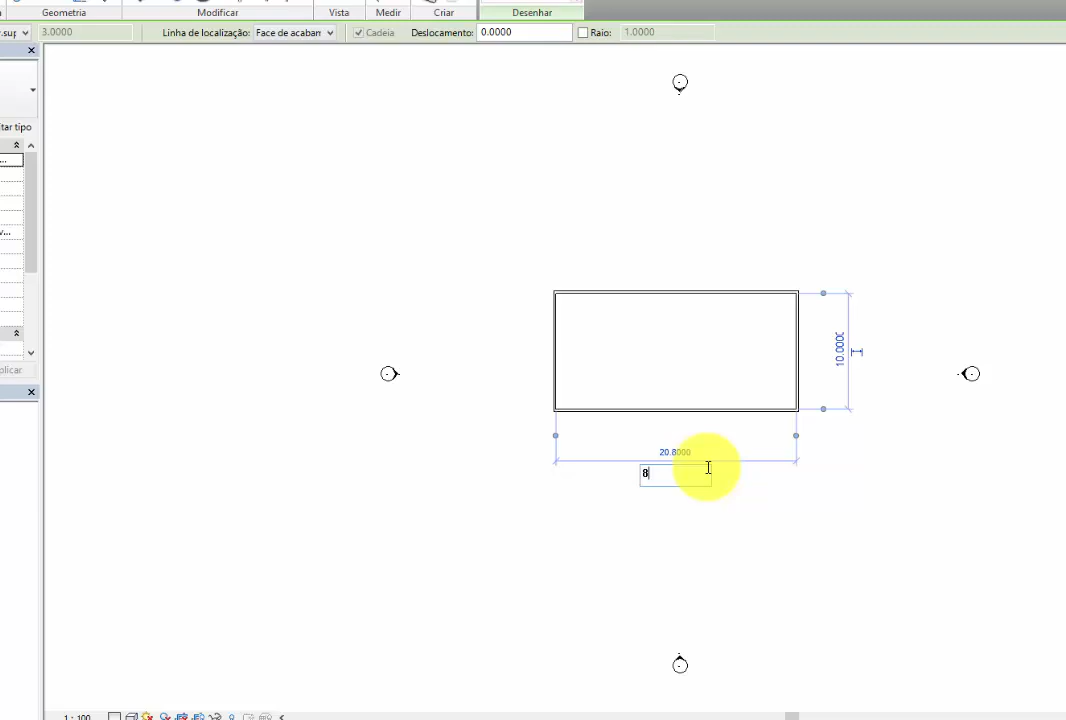 Geometria Modificar Vista Medir Criar Desenhar
3.0000 Linha de localização: Face de acabam Cadeia Deslocamento: 0.0000 Raio: 1.0000
tar tipo
plicar
10.0000
20.8000
8
1 : 100